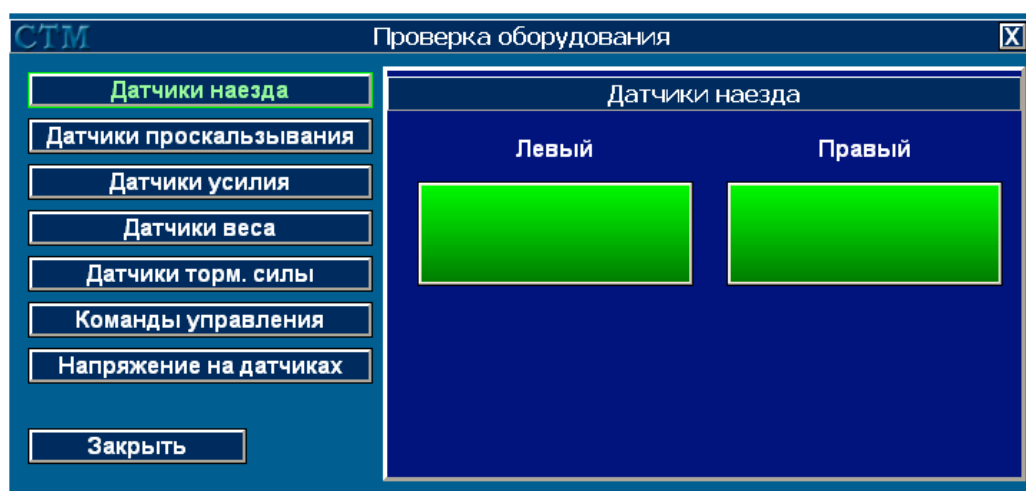 СТМ
Проверка оборудования
X
Датчики наезда
Датчики проскальзывания
Датчики усилия
Датчики веса
Датчики торм. силы
Команды управления
Напряжение на датчиках
Закрыть
Датчики наезда
Левый
Правый